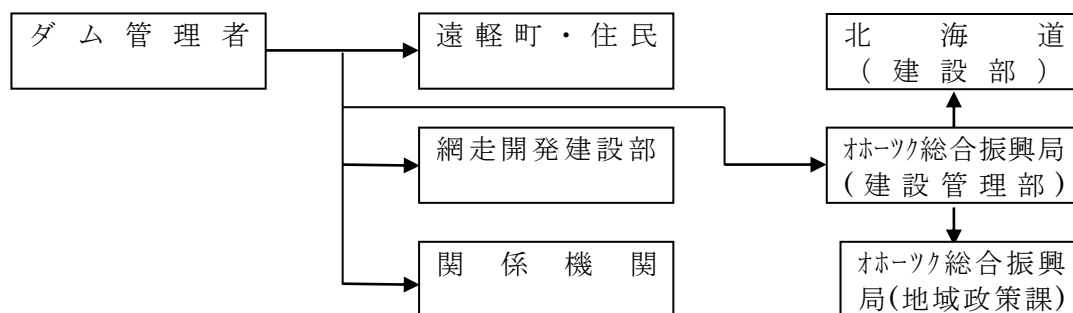 ダム管理者
遠軽町・住民
北海道
(建設部)
網走開発建設部
ｵﾎｰﾂｸ総合振興局
(建設管理部)
関係機関
ｵﾎｰﾂｸ総合振興
局(地域政策課)